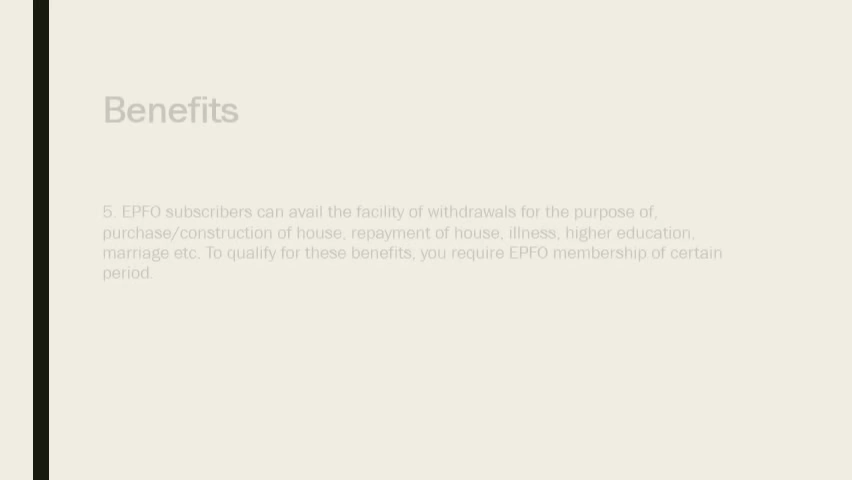 Benefits
5. EPFO subscribers can avail the facility of withdrawals for the purpose of,
purchase/construction of house, repayment of house, illness, higher education,
marriage etc. To qualify for these benefits, you require EPFO membership of certain
period.